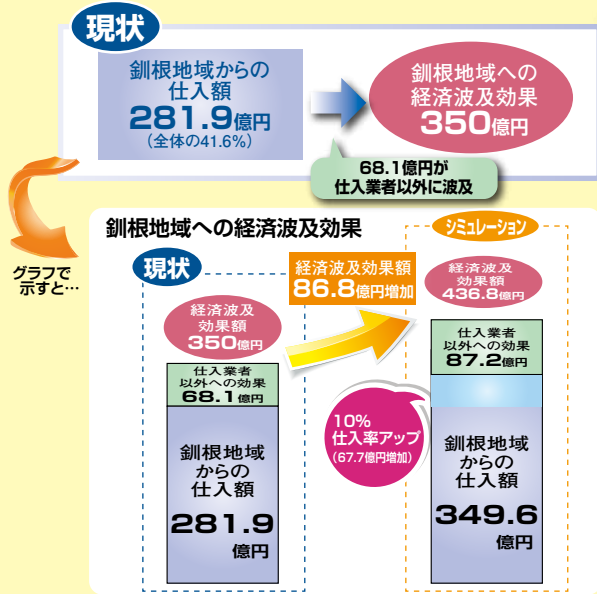 現状
釧根地域からの
仕入額
281.9億円
(全体の41.6%)
釧根地域への
経済波及効果
350億円
68.1億円が
仕入業者以外に波及
グラフで
示すと…
釧根地域への経済波及効果
シミュレーション
現状
経済波及効果額
86.8億円増加
経済波及
効果額
436.8億円
経済波及
効果額
350億円
仕入業者
以外への効果
87.2億円
仕入業者
以外への効果
68.1億円
10%
仕入率アップ
(67.7億円増加)
釧根地域
からの
仕入額
281.9
億円
釧根地域
からの
仕入額
349.6
億円